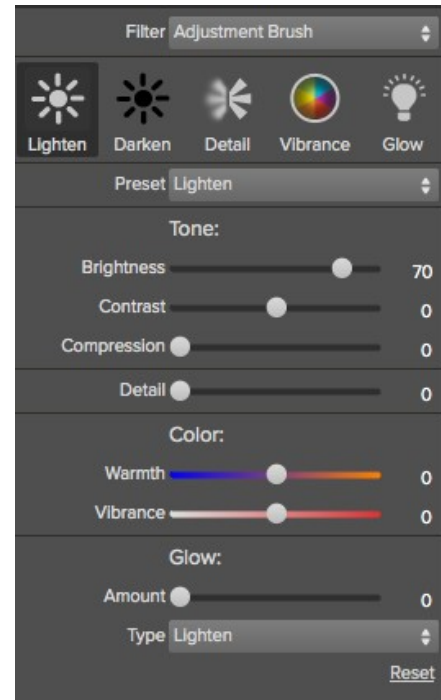 Filter Adjustment Brush
Lighten Darken Detail Vibrance Glow
Preset Lighten
Tone:
Brightness 70
Contrast 0
Compression 0
Detail 0
Color:
Warmth 0
Vibrance 0
Glow:
Amount 0
Type Lighten
Reset